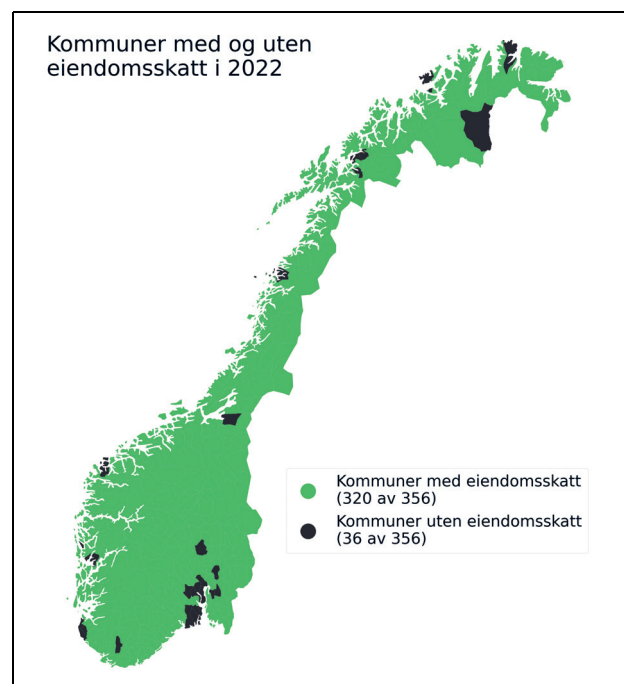 Kommuner med og uten
eiendomsskatt i 2022
Kommuner med eiendomsskatt
(320 av 356)
Kommuner uten eiendomsskatt
(36 av 356)